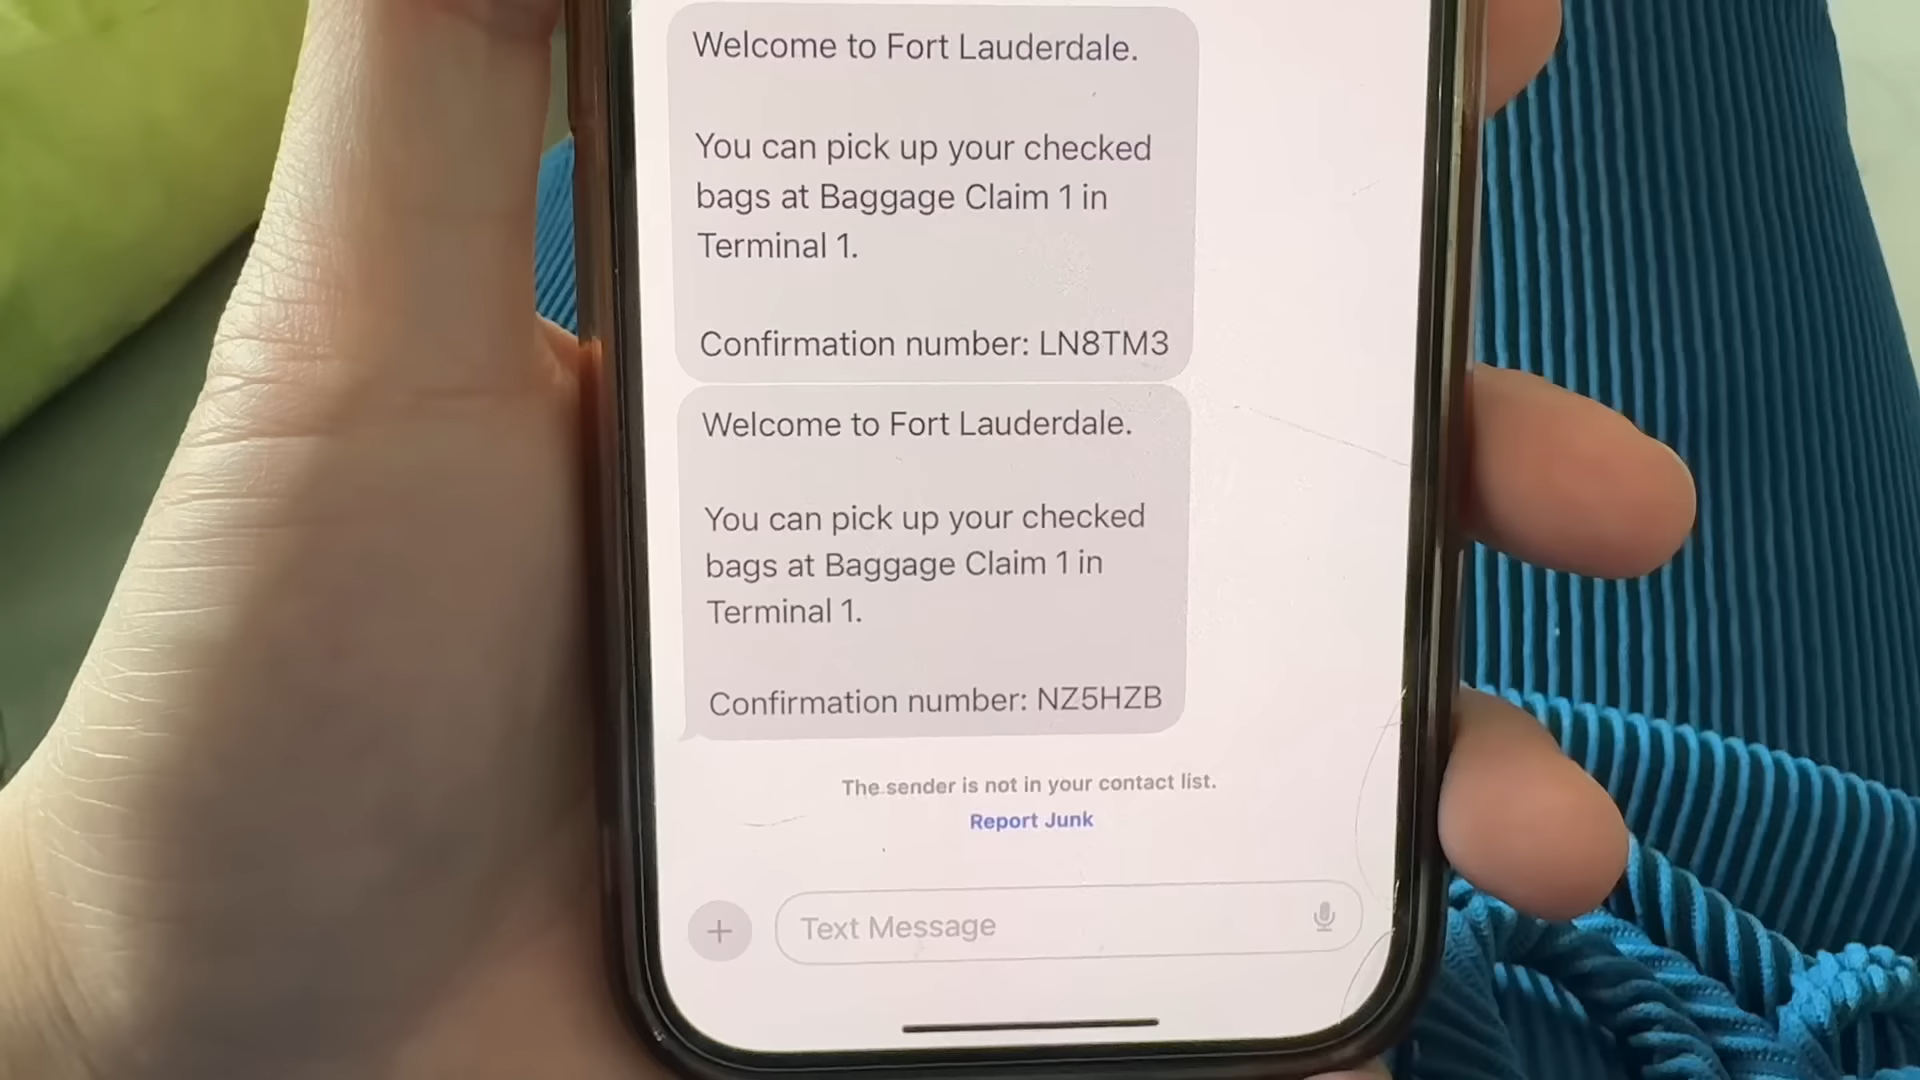 Welcome to Fort Lauderdale.
You can pick up your checked
bags at Baggage Claim 1 in
Terminal 1.
Confirmation number: LN8TM3
Welcome to Fort Lauderdale.
You can pick up your checked
bags at Baggage Claim 1 in
Terminal 1.
Confirmation number: NZ5HZB
The sender is not in your contact list.
Report Junk
Text Message